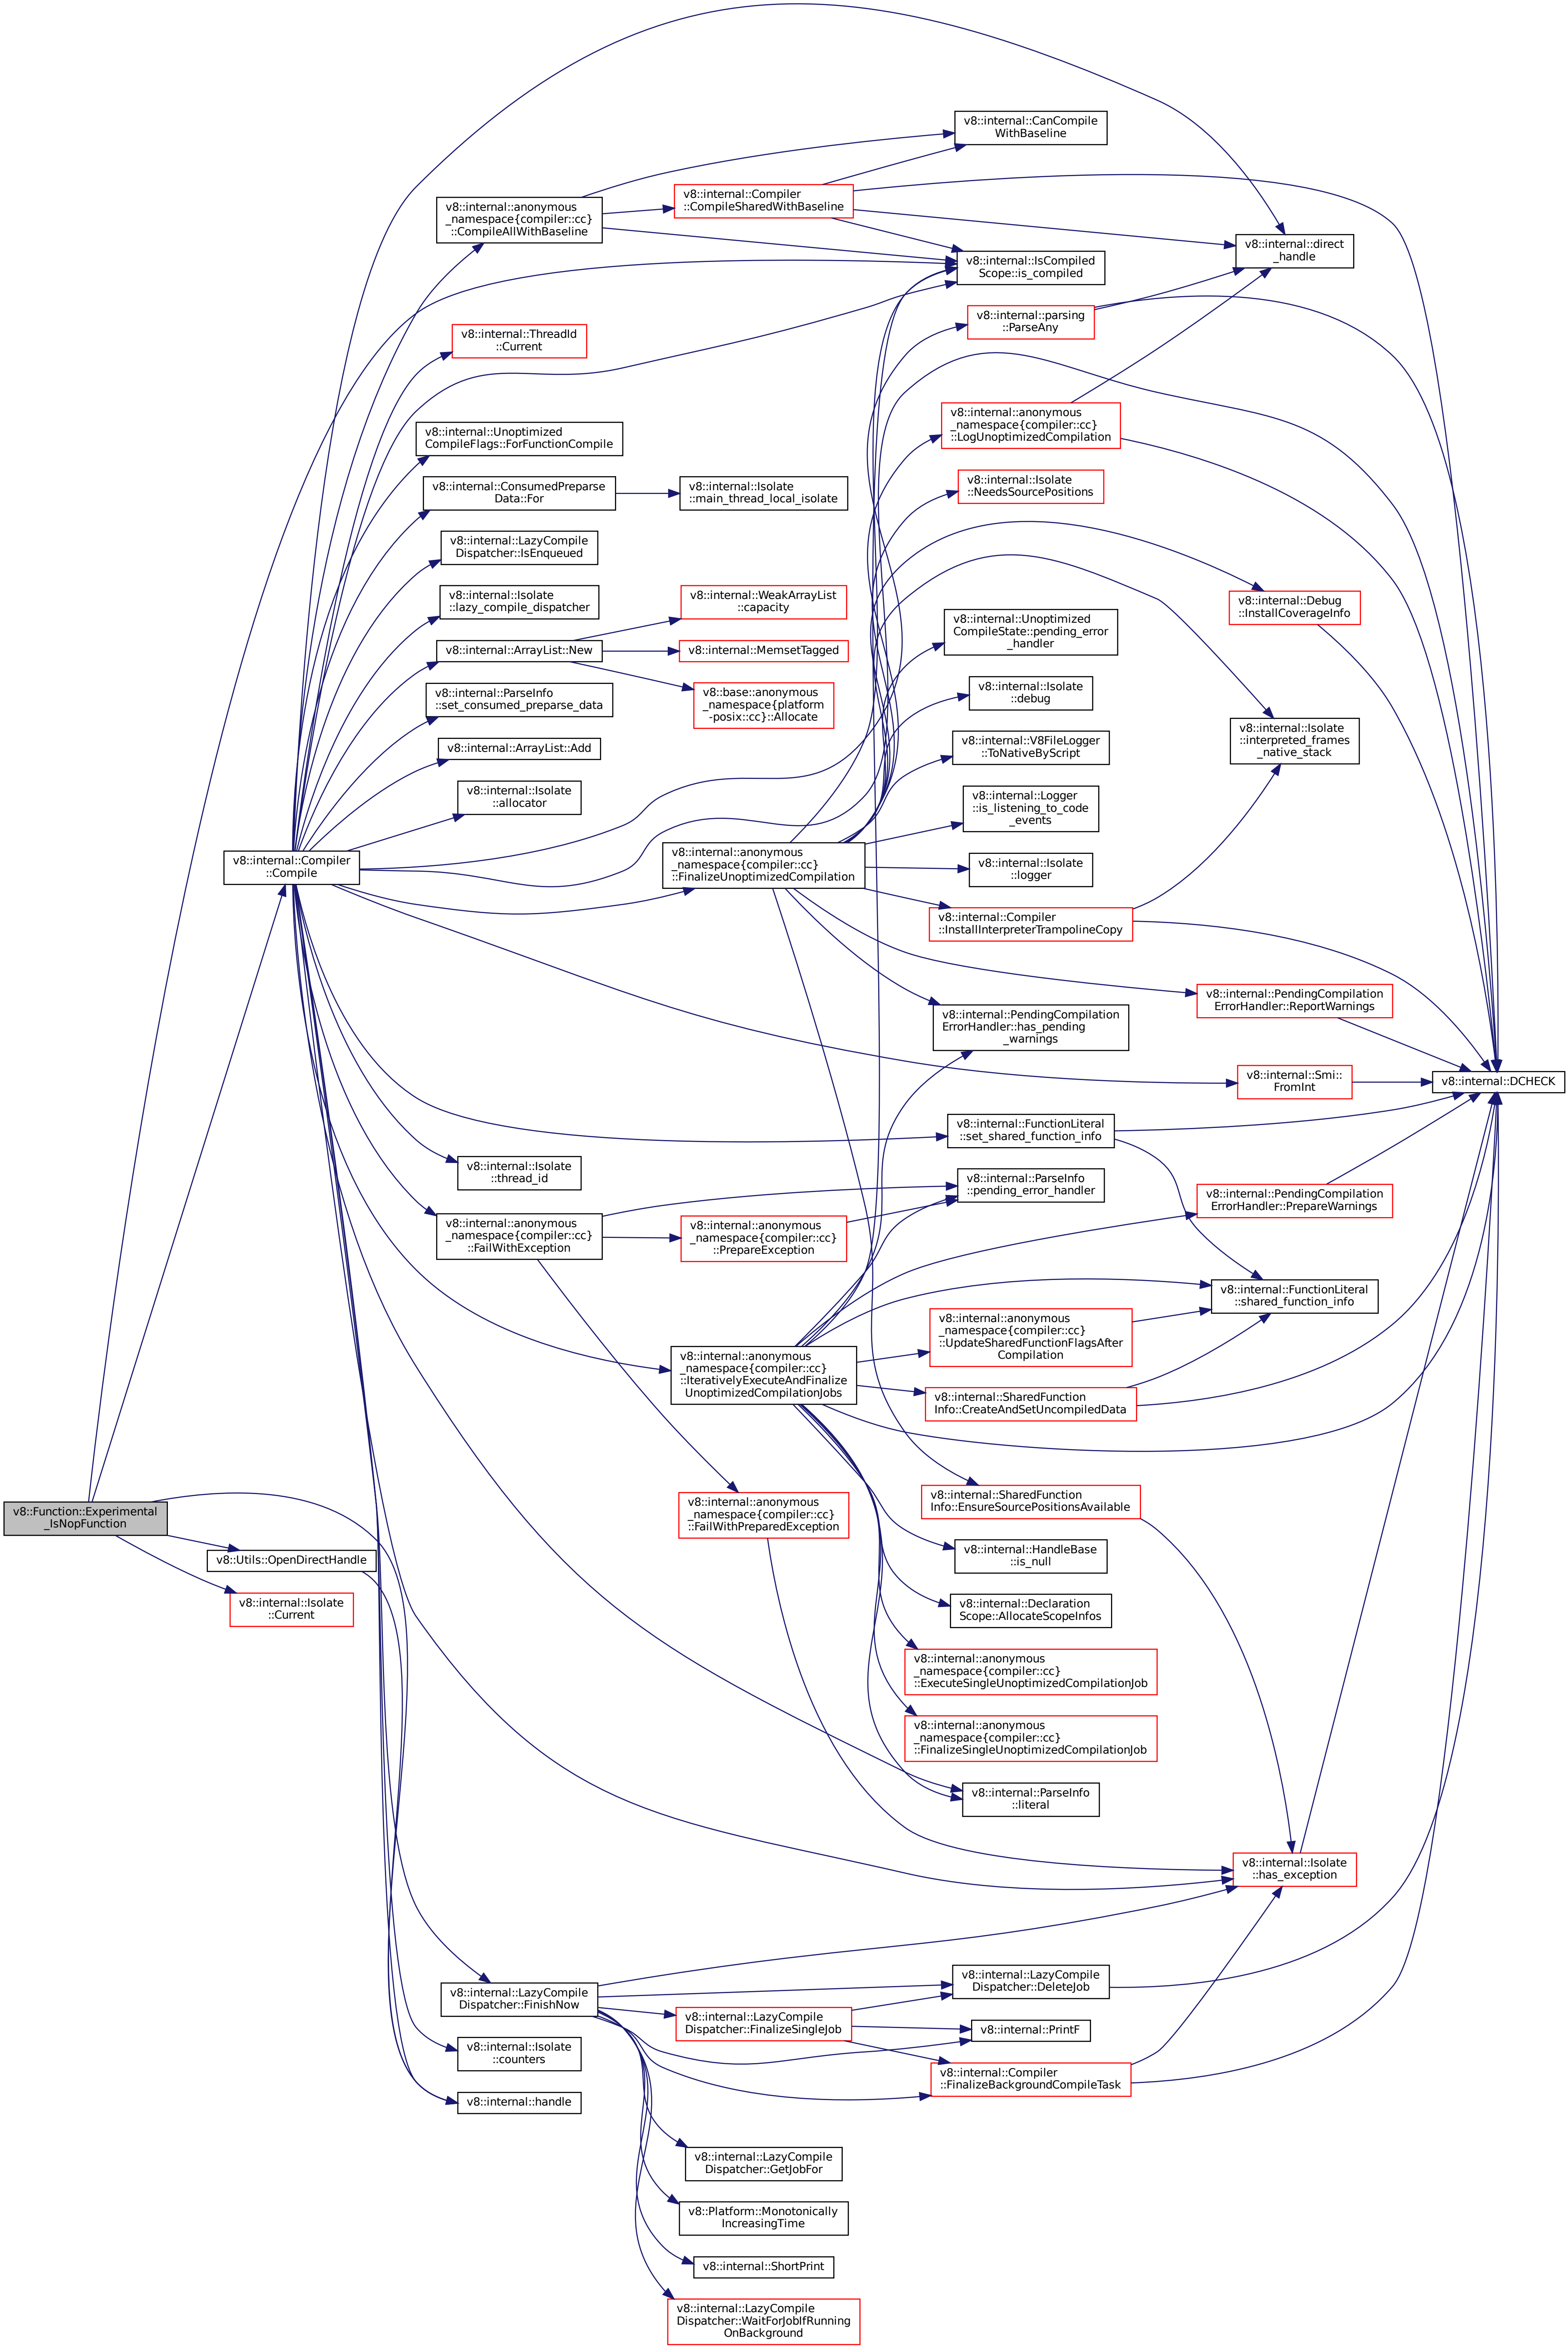 v8::internal::CanCompile
WithBaseline
v8::internal::Compiler
::CompileSharedWithBaseline
v8::internal::anonymous
_namespace{compiler::cc}
::CompileAllWithBaseline
v8::internal::direct
_handle
v8::internal::IsCompiled
Scope::is_compiled
v8::internal::parsing
::ParseAny
v8::internal::ThreadId
::Current
v8::internal::anonymous
_namespace{compiler::cc}
::LogUnoptimizedCompilation
v8::internal::Unoptimized
CompileFlags::ForFunctionCompile
v8::internal::ConsumedPreparse
Data::For
v8::internal::Isolate
::main_thread_local_isolate
v8::internal::Isolate
::NeedsSourcePositions
v8::internal::LazyCompile
Dispatcher::IsEnqueued
v8::internal::Isolate
::lazy_compile_dispatcher
v8::internal::WeakArrayList
::capacity
v8::internal::Debug
::InstallCoverageInfo
v8::internal::Unoptimized
CompileState::pending_error
_handler
v8::internal::ArrayList::New
v8::internal::MemsetTagged
v8::internal::ParseInfo
::set_consumed_preparse_data
v8::base::anonymous
_namespace{platform
-posix::cc}::Allocate
v8::internal::Isolate
::debug
v8::internal::Isolate
::interpreted_frames
_native_stack
v8::internal::ArrayList::Add
v8::internal::V8FileLogger
::ToNativeByScript
v8::internal::Isolate
::allocator
v8::internal::Logger
::is_listening_to_code
_events
v8::internal::Compiler
::Compile
v8::internal::anonymous
_namespace{compiler::cc}
::FinalizeUnoptimizedCompilation
v8::internal::Isolate
::logger
v8::internal::Compiler
::InstallInterpreterTrampolineCopy
v8::internal::PendingCompilation
ErrorHandler::ReportWarnings
v8::internal::PendingCompilation
ErrorHandler::has_pending
_warnings
v8::internal::Smi::
FromInt
v8::internal::DCHECK
v8::internal::FunctionLiteral
::set_shared_function_info
v8::internal::Isolate
::thread_id
v8::internal::ParseInfo
::pending_error_handler
v8::internal::PendingCompilation
ErrorHandler::PrepareWarnings
v8::internal::anonymous
_namespace{compiler::cc}
::FailWithException
v8::internal::anonymous
_namespace{compiler::cc}
::PrepareException
v8::internal::FunctionLiteral
::shared_function_info
v8::internal::anonymous
_namespace{compiler::cc}
::UpdateSharedFunctionFlagsAfter
Compilation
v8::internal::anonymous
_namespace{compiler::cc}
::IterativelyExecuteAndFinalize
UnoptimizedCompilationJobs
v8::internal::SharedFunction
Info::CreateAndSetUncompiledData
v8::internal::SharedFunction
Info::EnsureSourcePositionsAvailable
v8::internal::anonymous
_namespace{compiler::cc}
::FailWithPreparedException
v8::Function::Experimental
_IsNopFunction
v8::internal::HandleBase
::is_null
v8::Utils::OpenDirectHandle
v8::internal::Isolate
::Current
v8::internal::Declaration
Scope::AllocateScopeInfos
v8::internal::anonymous
_namespace{compiler::cc}
::ExecuteSingleUnoptimizedCompilationJob
v8::internal::anonymous
_namespace{compiler::cc}
::FinalizeSingleUnoptimizedCompilationJob
v8::internal::ParseInfo
::literal
v8::internal::Isolate
::has_exception
v8::internal::LazyCompile
Dispatcher::DeleteJob
v8::internal::LazyCompile
Dispatcher::FinishNow
v8::internal::LazyCompile
Dispatcher::FinalizeSingleJob
v8::internal::PrintF
v8::internal::Isolate
::counters
v8::internal::Compiler
::FinalizeBackgroundCompileTask
v8::internal::handle
v8::internal::LazyCompile
Dispatcher::GetJobFor
v8::Platform::Monotonically
IncreasingTime
v8::internal::ShortPrint
v8::internal::LazyCompile
Dispatcher::WaitForJobIfRunning
OnBackground